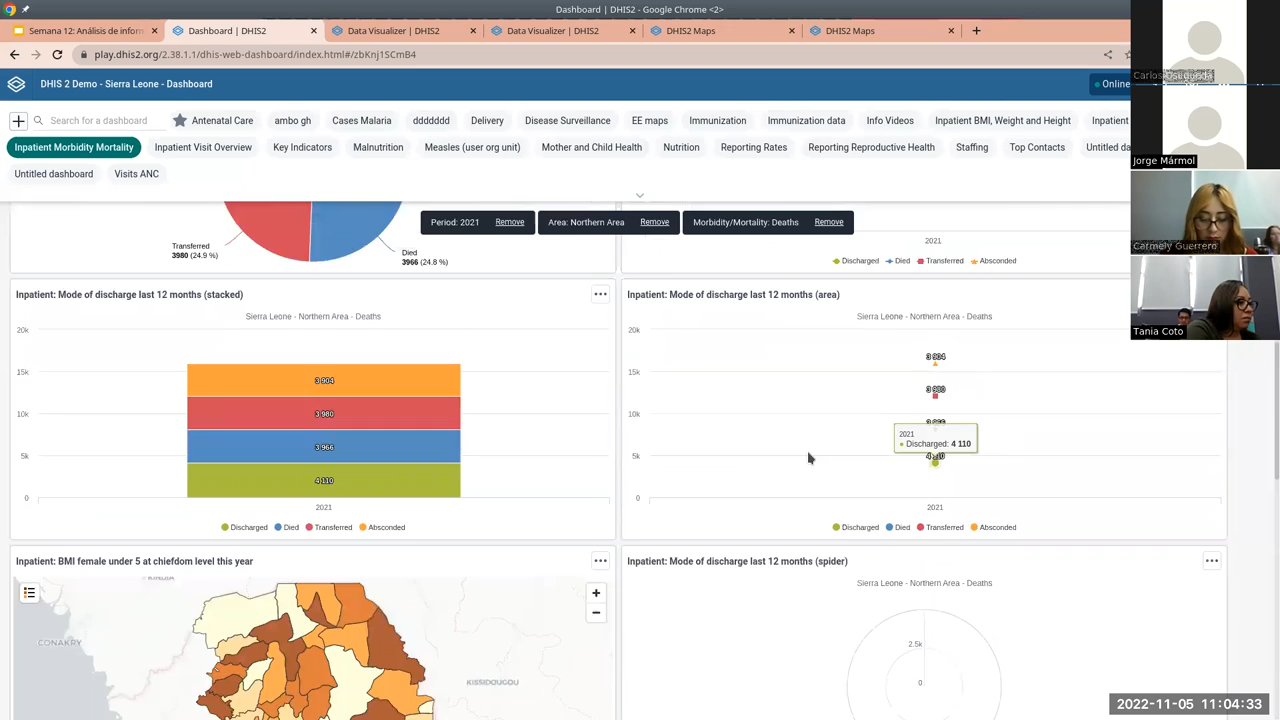 Dashboard | DHIS2 - Google Chrome <2>
Semana 12: Análisis de inform
Dashboard | DHIS2
Data Visualizer | DHIS2
Data Visualizer | DHIS2
DHIS2 Maps
DHIS2 Maps
play.dhis2.org/2.38.1.1/dhis-web-dashboard/index.html#/zbKnj1SCmB4
DHIS 2 Demo - Sierra Leone - Dashboard
Online
Search for a dashboard
Antenatal Care
ambo gh
Cases Malaria
ddddddd
Delivery
Disease Surveillance
EE maps
Immunization
Immunization data
Info Videos
Inpatient BMI, Weight and Height
Inpatient
Inpatient Morbidity Mortality
Inpatient Visit Overview
Key Indicators
Malnutrition
Measles (user org unit)
Mother and Child Health
Nutrition
Reporting Rates
Reporting Reproductive Health
Staffing
Top Contacts
Untitled da
Untitled dashboard
Visits ANC
Period: 2021 Remove
Area: Northern Area Remove
Morbidity/Mortality: Deaths Remove
Transferred
3980 (24.9 %)
Died
3966 (24.8 %)
2021
Discharged Died Transferred Absconded
Inpatient: Mode of discharge last 12 months (stacked)
Sierra Leone - Northern Area - Deaths
20k
15k
10k
5k
0
3 904
3 980
3 966
4 110
2021
Discharged Died Transferred Absconded
Inpatient: Mode of discharge last 12 months (area)
Sierra Leone - Northern Area - Deaths
20k
15k
10k
5k
0
3 904
3 980
2021
Discharged: 4 110
2021
Discharged Died Transferred Absconded
Inpatient: BMI female under 5 at chiefdom level this year
KINDIA
CONAKRY
KISSIDOUGOU
Inpatient: Mode of discharge last 12 months (spider)
Sierra Leone - Northern Area - Deaths
2.5k
0
Jorge Mármol
Carmely Guerrero
Tania Coto
2022-11-05 11:04:33